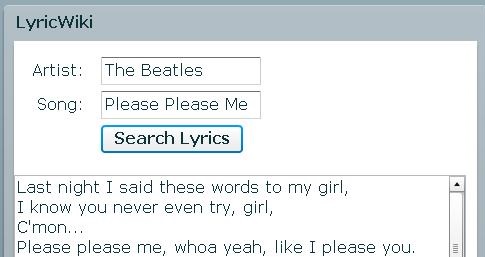 LyricWiki
Artist: The Beatles
Song: Please Please Me
Search Lyrics
Last night I said these words to my girl,
I know you never even try, girl,
C'mon...
Please please me, whoa yeah, like I please you.